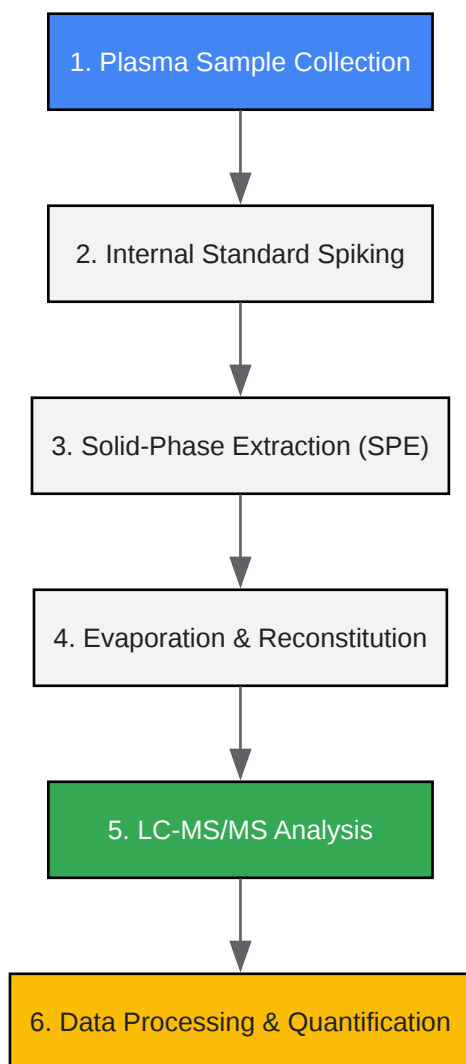 1. Plasma Sample Collection
2. Internal Standard Spiking
3. Solid-Phase Extraction (SPE)
4. Evaporation & Reconstitution
5. LC-MS/MS Analysis
6. Data Processing & Quantification